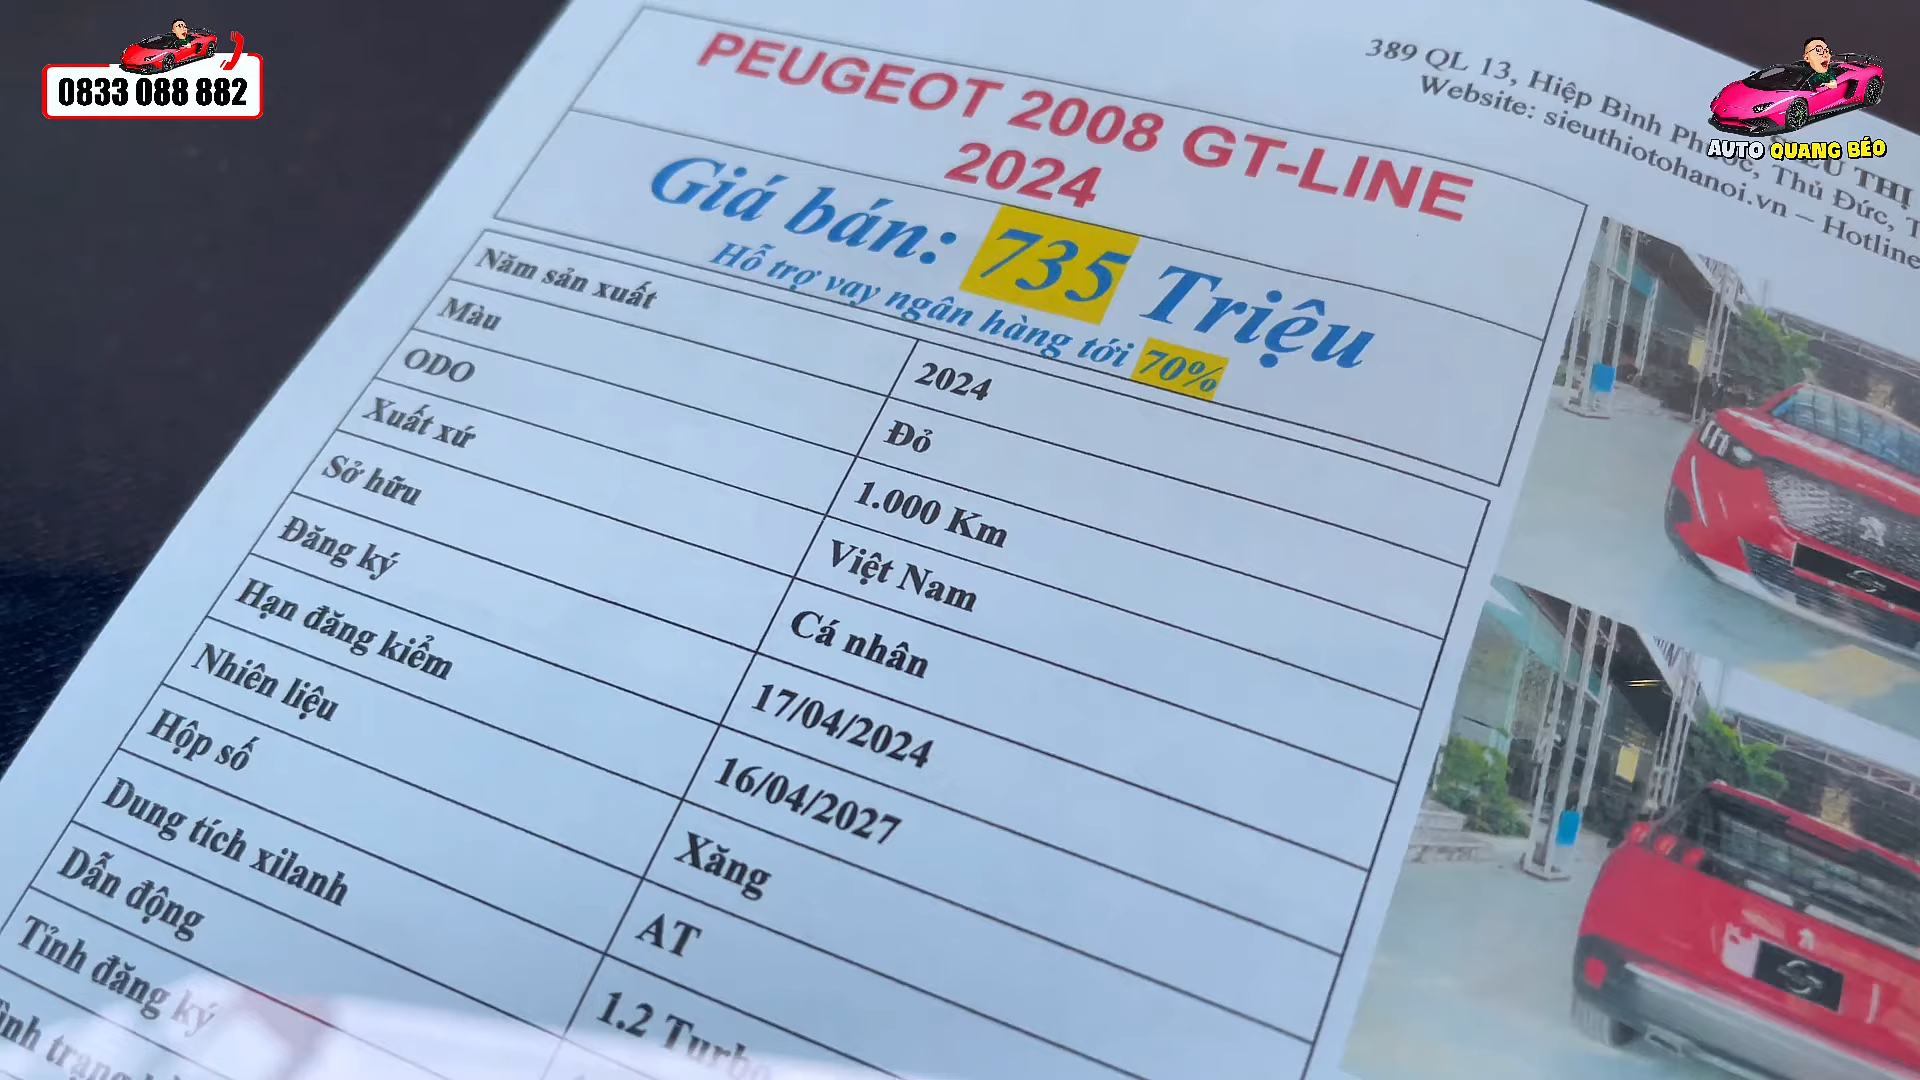 0833 088 882
AUTO QUANG BÉO
389 QL 13, Hiệp Bình Phước, Thủ Đức,
Website: sieuthiotohanoi.vn – Hotline
PEUGEOT 2008 GT-LINE
2024
Giá bán: 735 Triệu
Hỗ trợ vay ngân hàng tới 70%
Năm sản xuất 2024
Màu Đỏ
ODO 1.000 Km
Xuất xứ Việt Nam
Sở hữu Cá nhân
Đăng ký 17/04/2024
Hạn đăng kiểm 16/04/2027
Nhiên liệu Xăng
Hộp số AT
Dung tích xilanh 1.2 Turbo
Dẫn động
Tỉnh đăng ký